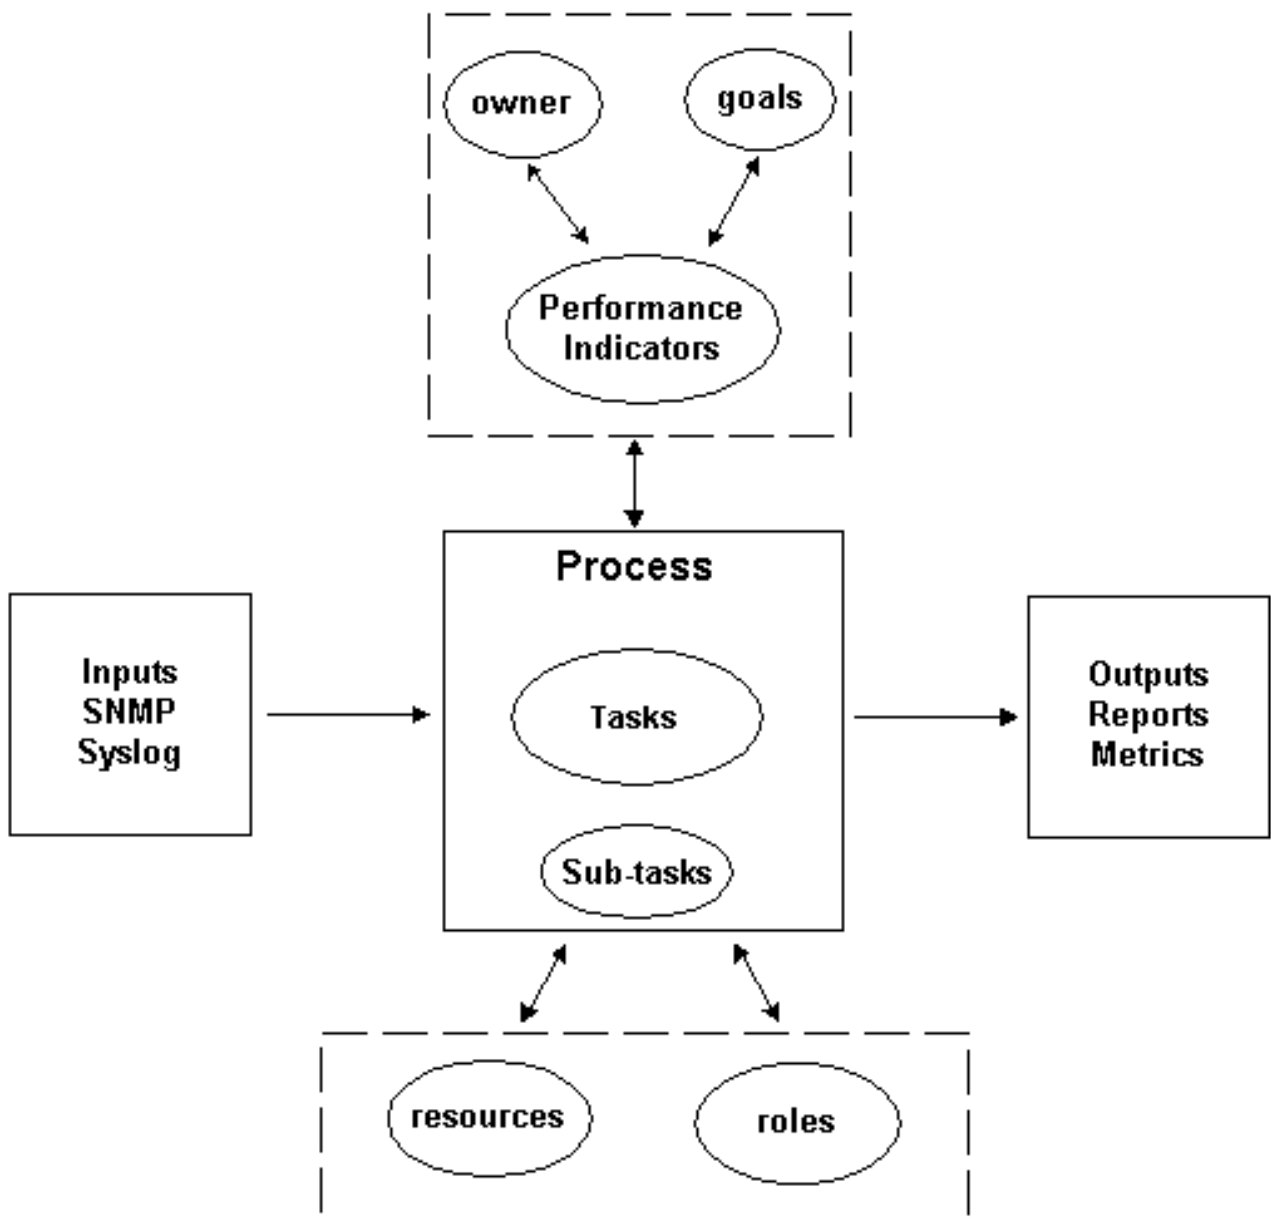 owner
goals
Performance
Indicators
Process
Inputs
SNMP
Syslog
Tasks
Outputs
Reports
Metrics
Sub-tasks
resources
roles